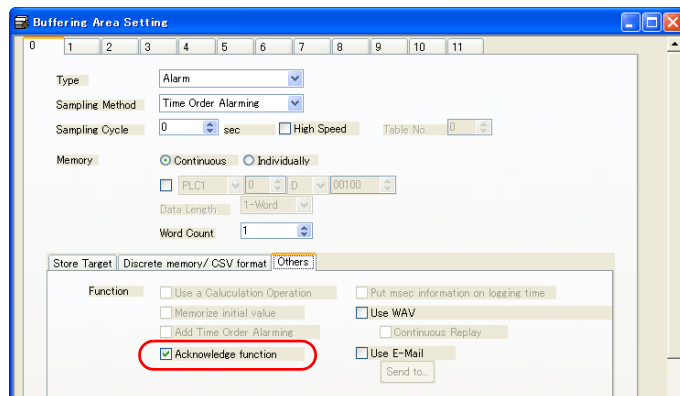 Buffering Area Setting
0 1 2 3 4 5 6 7 8 9 10 11
Type Alarm
Sampling Method Time Order Alarming
Sampling Cycle 0 sec High Speed Table No. 0
Memory Continuous Individually
PLC1 0 D 00100
Data Length 1-Word
Word Count 1
Store Target Discrete memory/ CSV format Others
Function Use a Caluculation Operation Put msec information on logging time
Memorize initial value Use WAV
Add Time Order Alarming Continuous Replay
Acknowledge function Use E-Mail
Send to...